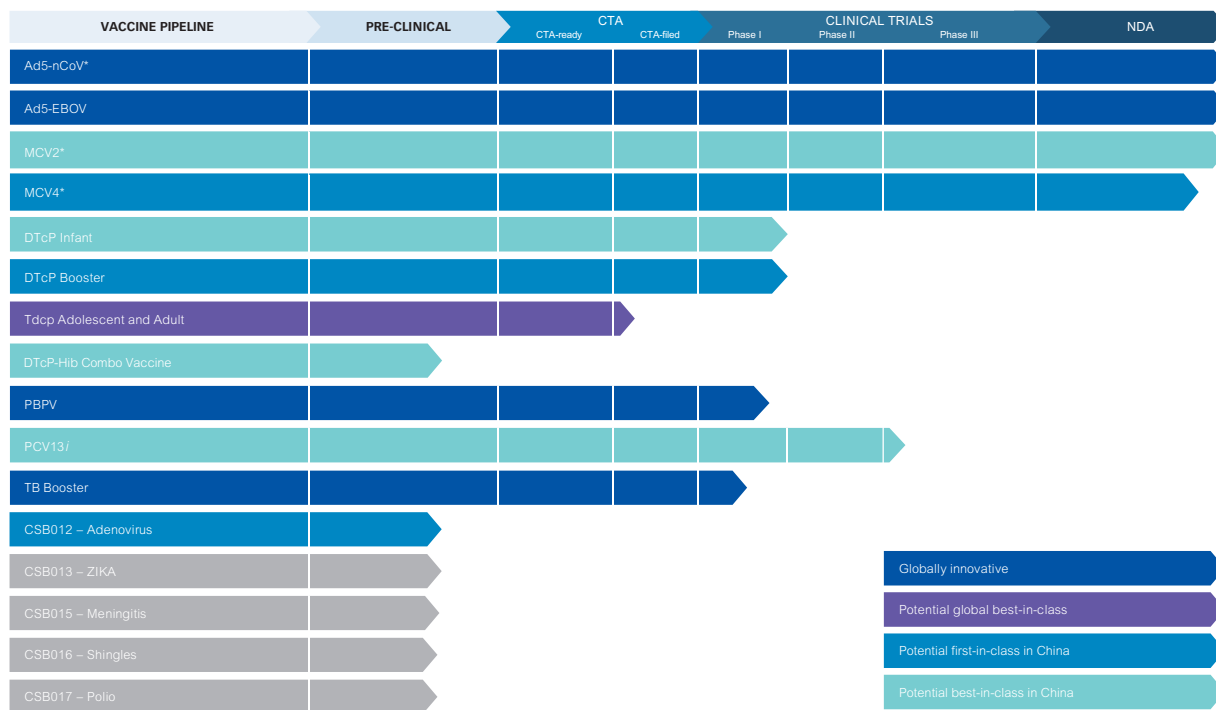 VACCINE PIPELINE
PRE-CLINICAL
CTA
CTA-ready CTA-filed
CLINICAL TRIALS
Phase I Phase II Phase III
NDA
Ad5-nCoV*
Ad5-EBOV
MCV2*
MCV4*
DTcP Infant
DTcP Booster
Tdcp Adolescent and Adult
DTcP-Hib Combo Vaccine
PBPV
PCV13i
TB Booster
CSB012 – Adenovirus
CSB013 – ZIKA
CSB015 – Meningitis
CSB016 – Shingles
CSB017 – Polio
Globally innovative
Potential global best-in-class
Potential first-in-class in China
Potential best-in-class in China